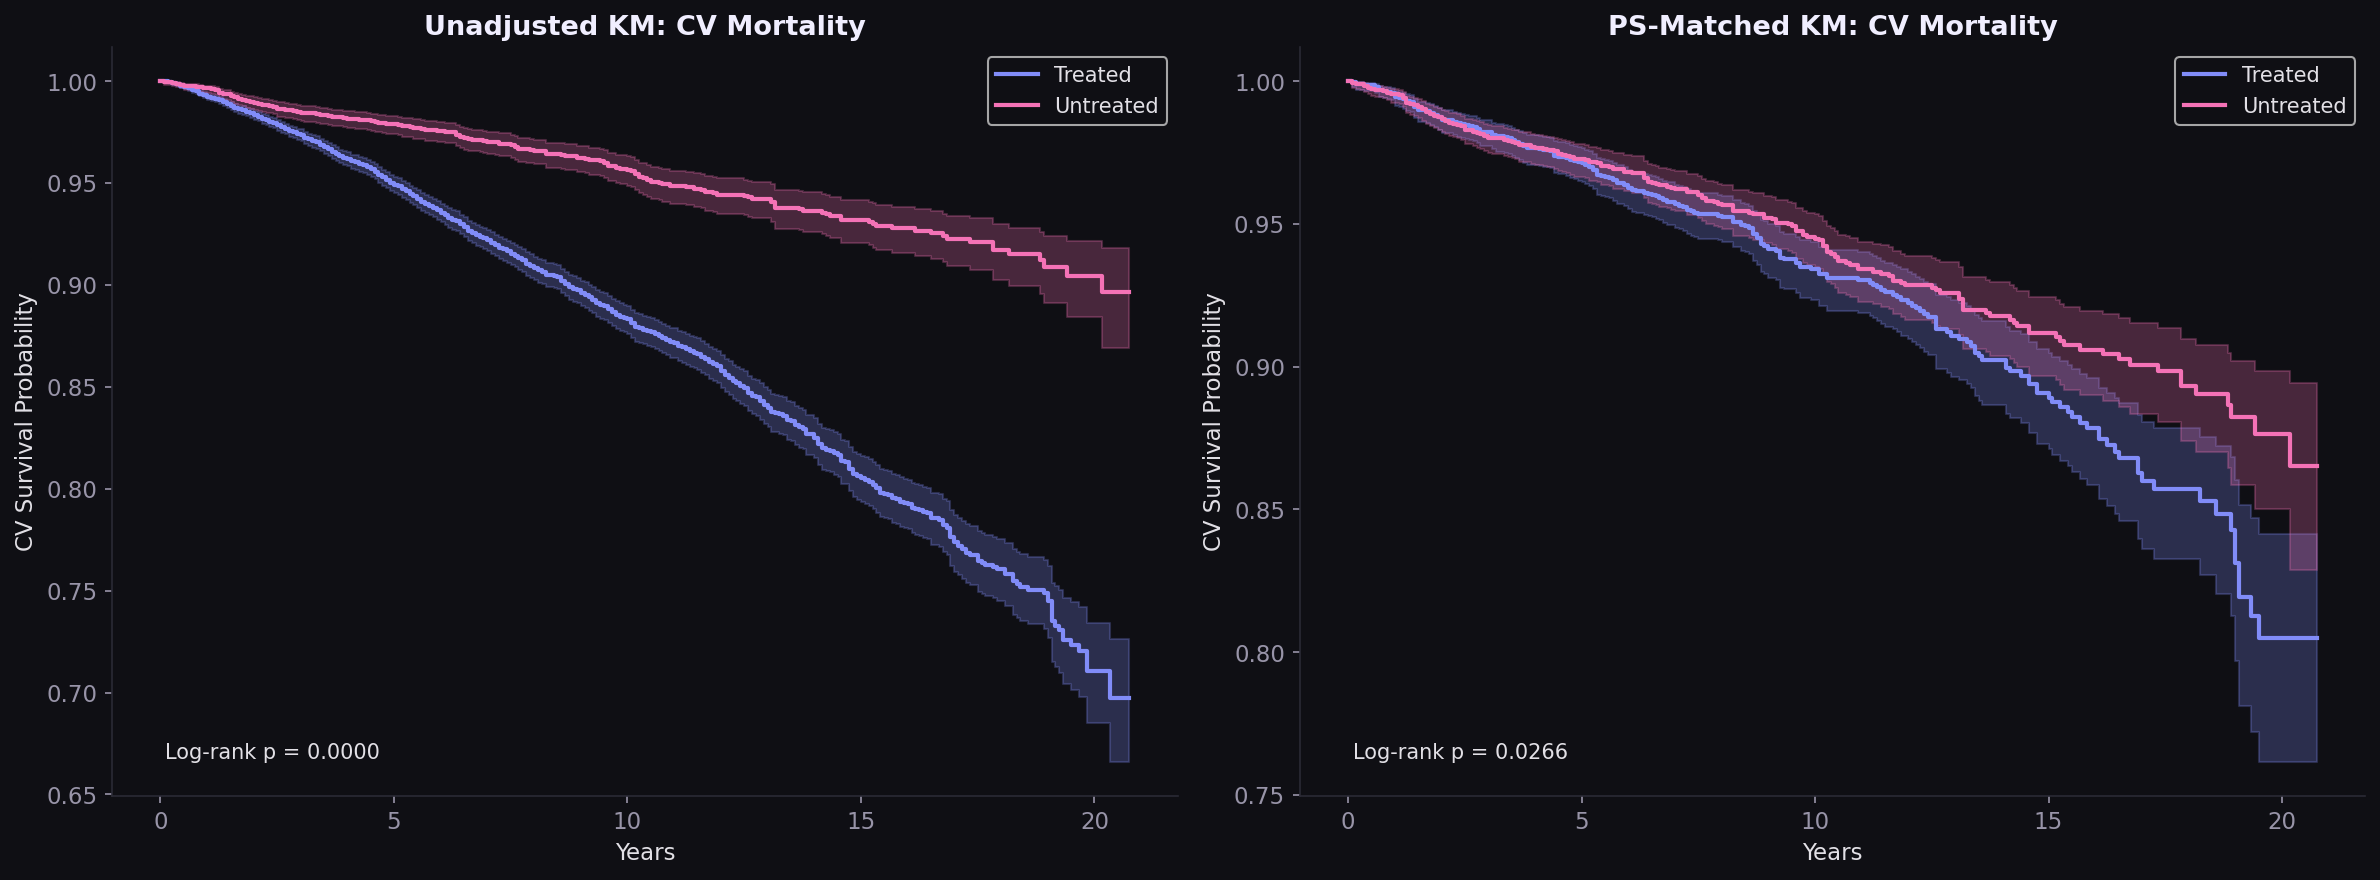 Unadjusted KM: CV Mortality
Treated
Untreated
1.00
0.95
0.90
0.85
0.80
0.75
0.70
0.65
CV Survival Probability
Log-rank p = 0.0000
0 5 10 15 20
Years
PS-Matched KM: CV Mortality
Treated
Untreated
1.00
0.95
0.90
0.85
0.80
0.75
CV Survival Probability
Log-rank p = 0.0266
0 5 10 15 20
Years